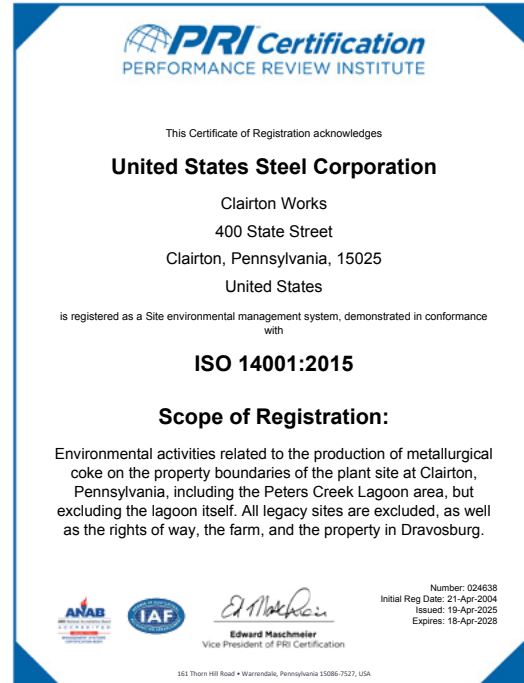 PRI Certification
PERFORMANCE REVIEW INSTITUTE
This Certificate of Registration acknowledges
United States Steel Corporation
Clairton Works
400 State Street
Clairton, Pennsylvania, 15025
United States
is registered as a Site environmental management system, demonstrated in conformance
with
ISO 14001:2015
Scope of Registration:
Environmental activities related to the production of metallurgical
coke on the property boundaries of the plant site at Clairton,
Pennsylvania, including the Peters Creek Lagoon area, but
excluding the lagoon itself. All legacy sites are excluded, as well
as the rights of way, the farm, and the property in Dravosburg.
Number: 024638
Initial Reg Date: 21-Apr-2004
Issued: 19-Apr-2025
Expires: 18-Apr-2028
ANAB
ACCREDITED
IAF
Edward Maschmeier
Vice President of PRI Certification
161 Thorn Hill Road • Warrendale, Pennsylvania 15086-7527, USA